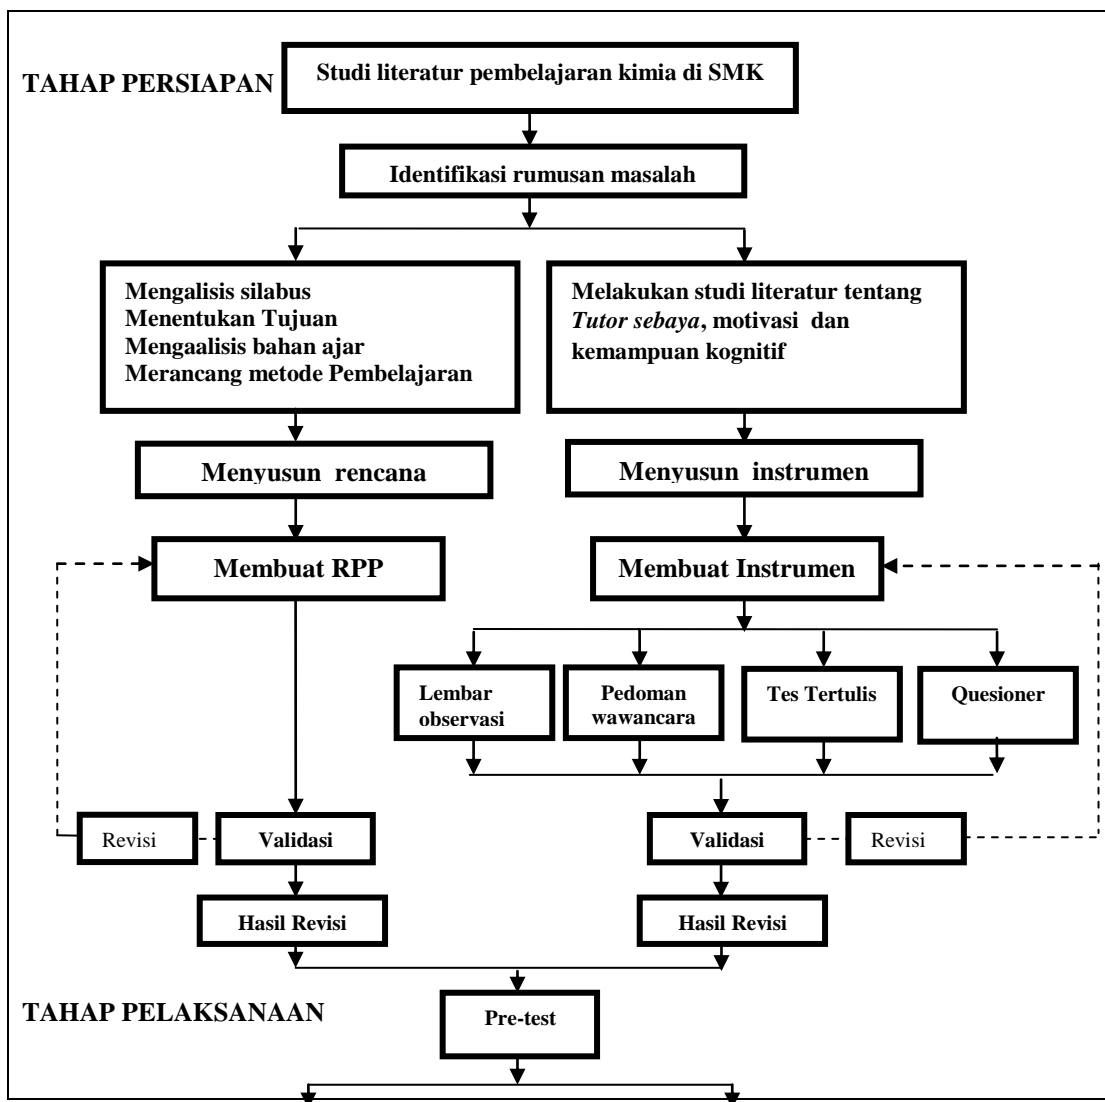 TAHAP PERSIAPAN
Studi literatur pembelajaran kimia di SMK
Identifikasi rumusan masalah
Mengalisis silabus
Menentukan Tujuan
Mengaalisis bahan ajar
Merancang metode Pembelajaran
Melakukan studi literatur tentang
Tutor sebaya, motivasi dan
kemampuan kognitif
Menyusun rencana
Menyusun instrumen
Membuat RPP
Membuat Instrumen
Lembar
observasi
Pedoman
wawancara
Tes Tertulis
Quesioner
Revisi
Validasi
Validasi
Revisi
Hasil Revisi
Hasil Revisi
TAHAP PELAKSANAAN
Pre-test